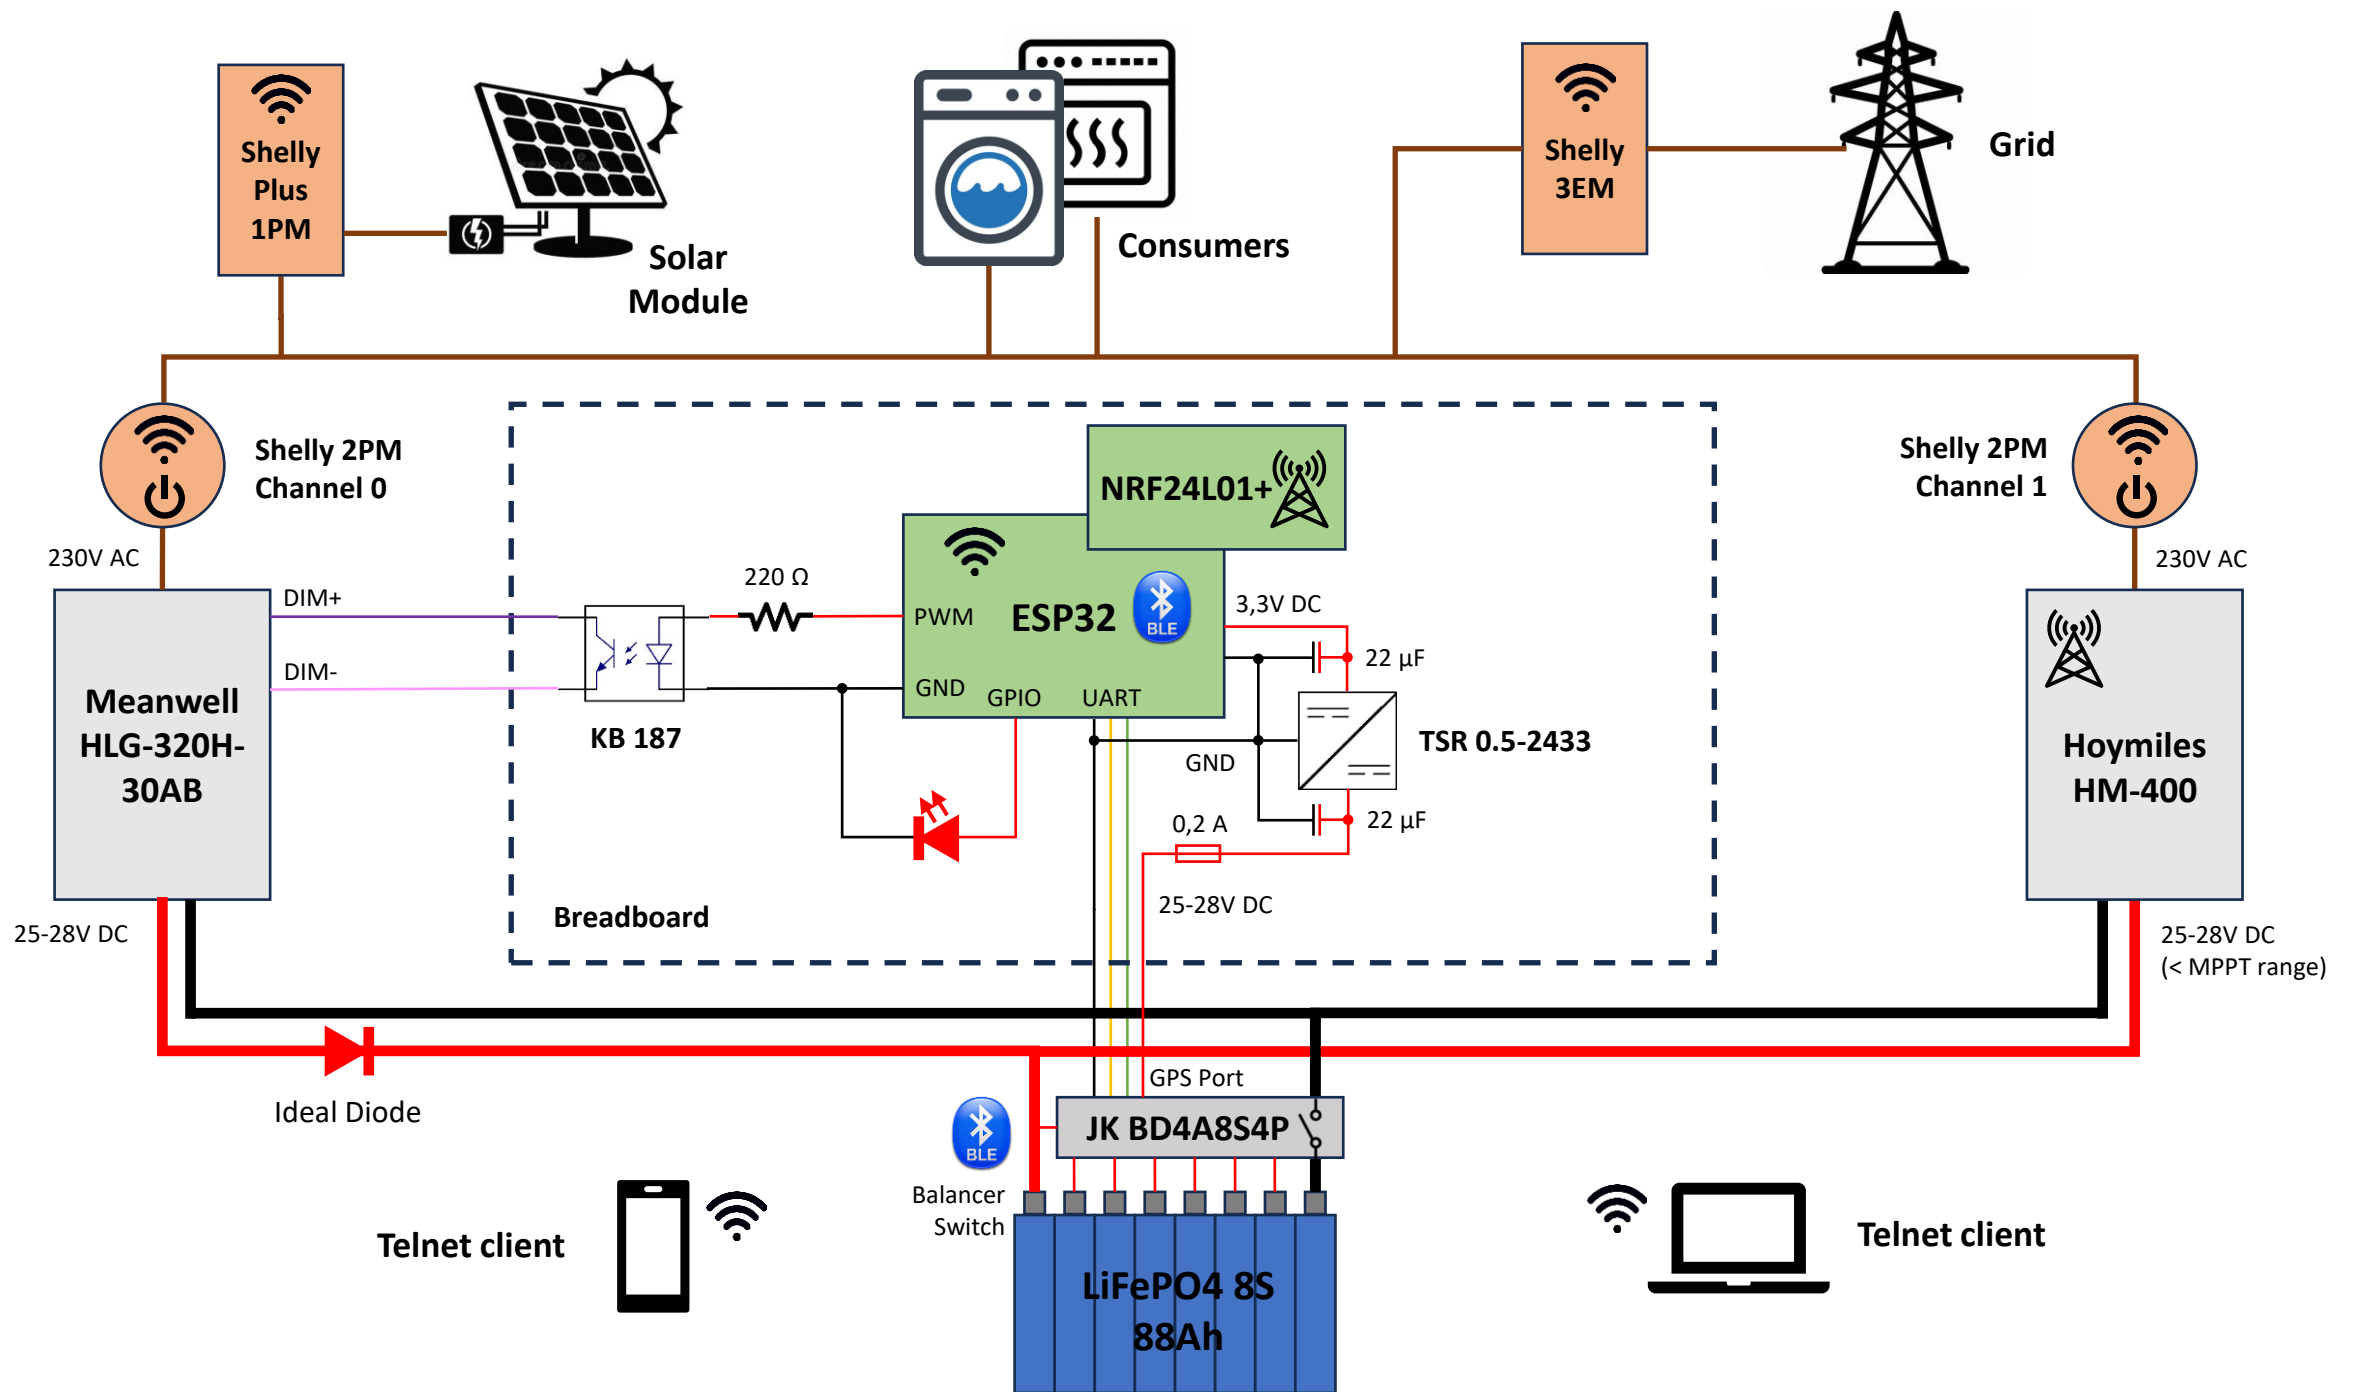 Shelly
Plus
1PM
Solar
Module
Consumers
Shelly
3EM
Grid
Shelly 2PM
Channel 0
NRF24L01+
Shelly 2PM
Channel 1
230V AC
230V AC
DIM+
220 Ω
PWM
ESP32
BLE
3,3V DC
22 µF
DIM-
GND
GPIO
UART
Meanwell
HLG-320H-
30AB
KB 187
GND
TSR 0.5-2433
Hoymiles
HM-400
0,2 A
22 µF
25-28V DC
Breadboard
25-28V DC
25-28V DC
(< MPPT range)
GPS Port
Ideal Diode
BLE
JK BD4A8S4P
Balancer
Switch
Telnet client
Telnet client
LiFePO4 8S
88Ah